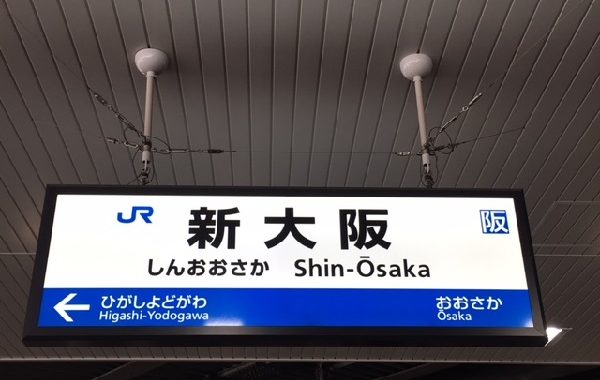 JR
新大阪
阪
しんおおさか Shin-Ōsaka
ひがしよどがわ
Higashi-Yodogawa
おおさか
Ōsaka